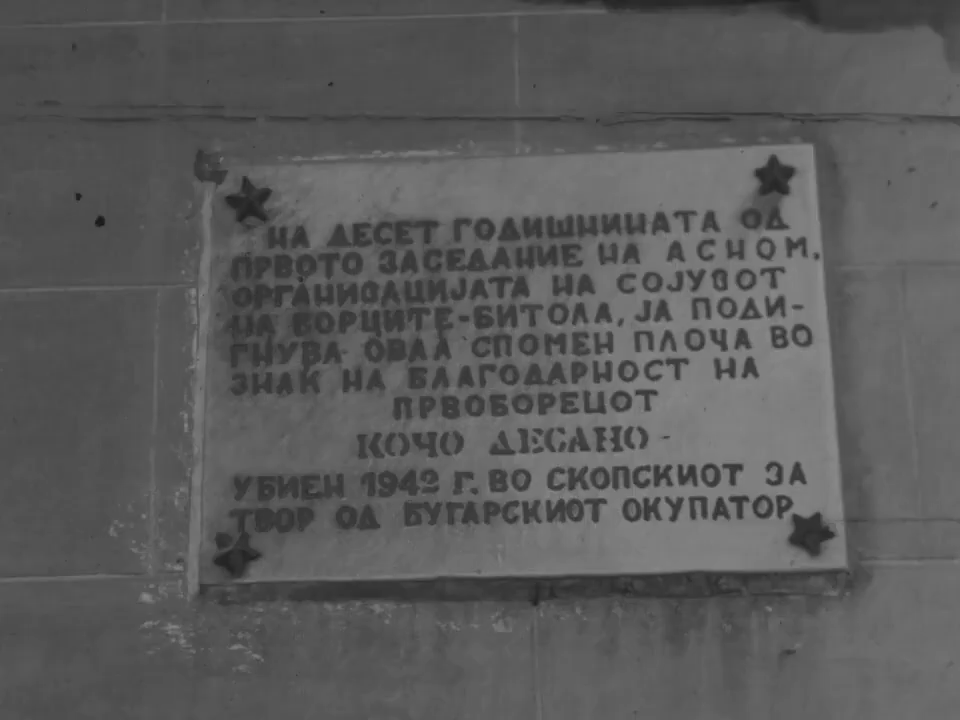 НА ДЕСЕТ ГОДИШНИНАТА ОД
ПРВОТО ЗАСЕДАНИЕ НА АСНОМ,
ОРГАНИЗАЦИЈАТА НА СОЈУЗОТ
НА БОРЦИТЕ-БИТОЛА, ЈА ПОДИ-
ГНУВА ОВАА СПОМЕН ПЛОЧА ВО
ЗНАК НА БЛАГОДАРНОСТ НА
ПРВОБОРЕЦОТ
КОЧО ДЕСАНО
УБИЕН 1942 Г. ВО СКОПСКИОТ ЗА
ТВОР ОД БУГАРСКИОТ ОКУПАТОР